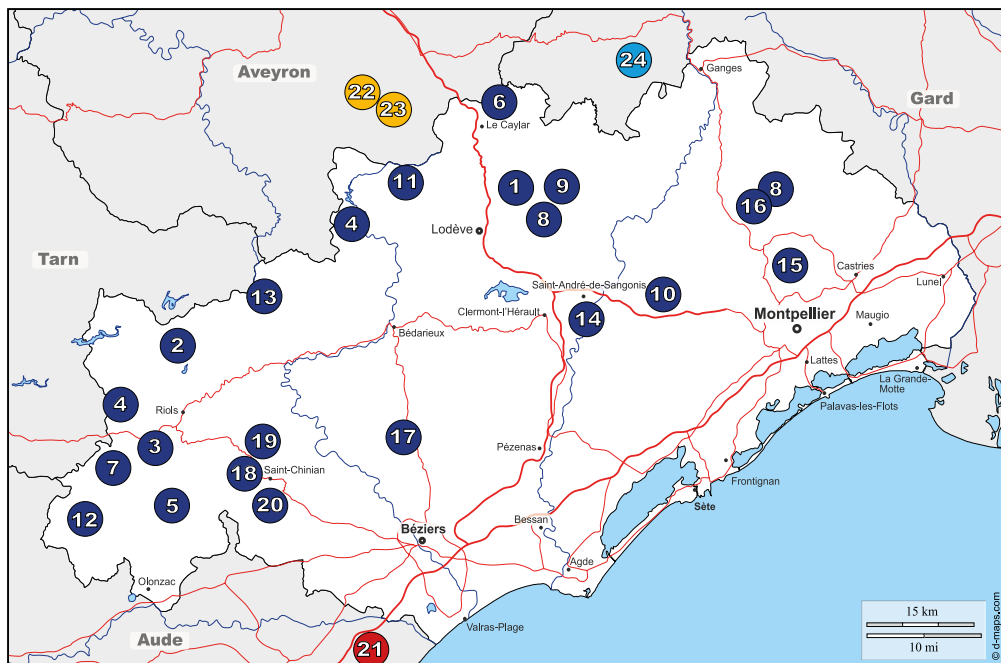 24
Ganges
Aveyron
22
23
Gard
6
Le Caylar
11
1
9
8
8
16
4
Lodève
Tarn
15
Castries
Lunel
13
Saint-André-de-Sangonis
10
Clermont-l'Hérault
14
Montpellier
Maugio
Bédarieux
2
Lattes
La Grande-
Motte
Palavas-les-Flots
4
Riols
3
19
17
Pézenas
7
18
Saint-Chinian
Frontignan
5
20
Sète
12
Bessan
Béziers
Agde
Olonzac
Valras-Plage
Aude
21
15 km
10 mi
© d-maps.com